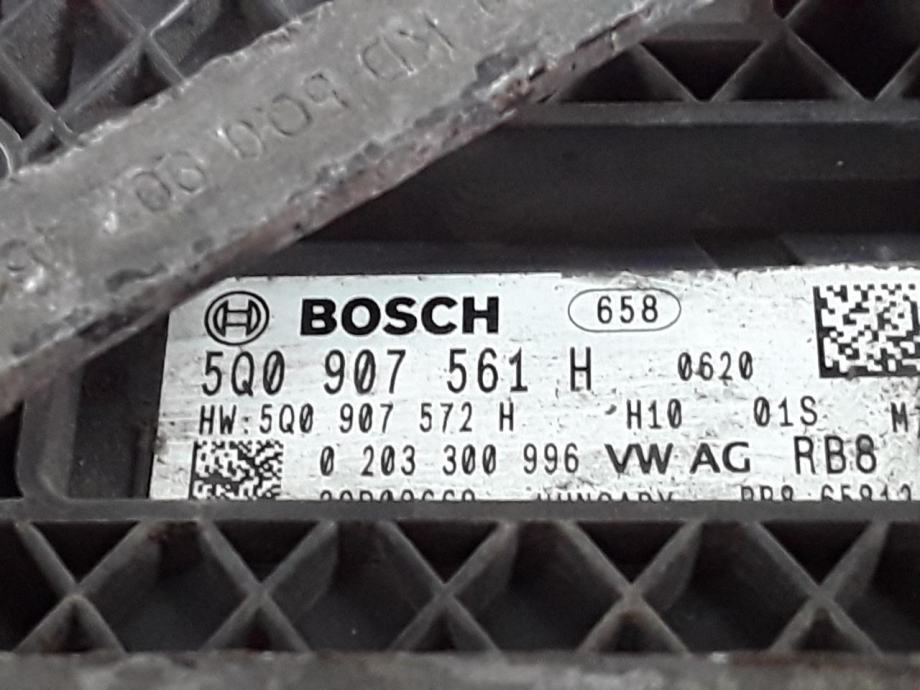 BOSCH 658
5Q0 907 561 H 0620
HW:5Q0 907 572 H H10 01S
0 203 300 996 VW AG RB8
HUNGARY